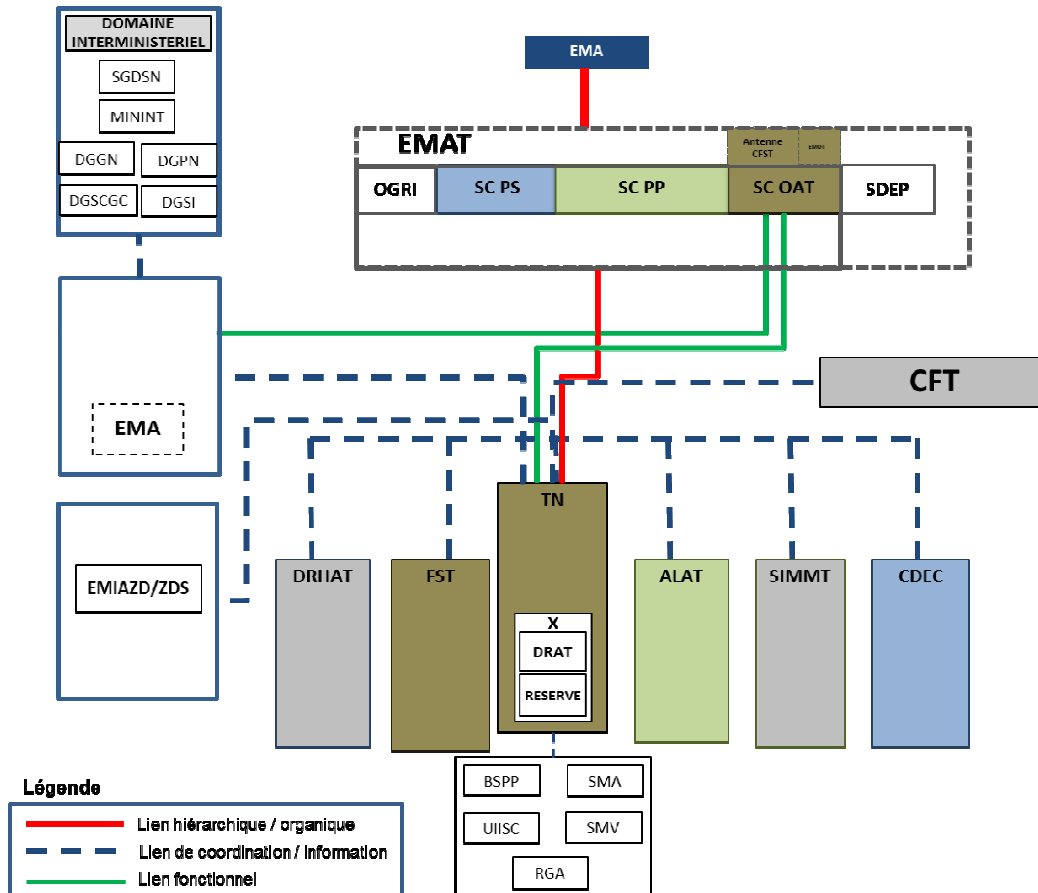 DOMAINE
INTERMINISTERIEL
SGDSN
MININT
DGGN
DGPN
DGSCGC
DGSI
EMA
EMAT
Antenne
CFST
OGRI
SC PS
SC PP
SC OAT
SDEP
CFT
EMA
EMIAZD/ZDS
TN
DRHAT
FST
ALAT
SIMMT
CDEC
X
DRAT
RESERVE
BSPP
SMA
UIISC
SMV
RGA
Légende
Lien hiérarchique / organique
Lien de coordination / information
Lien fonctionnel